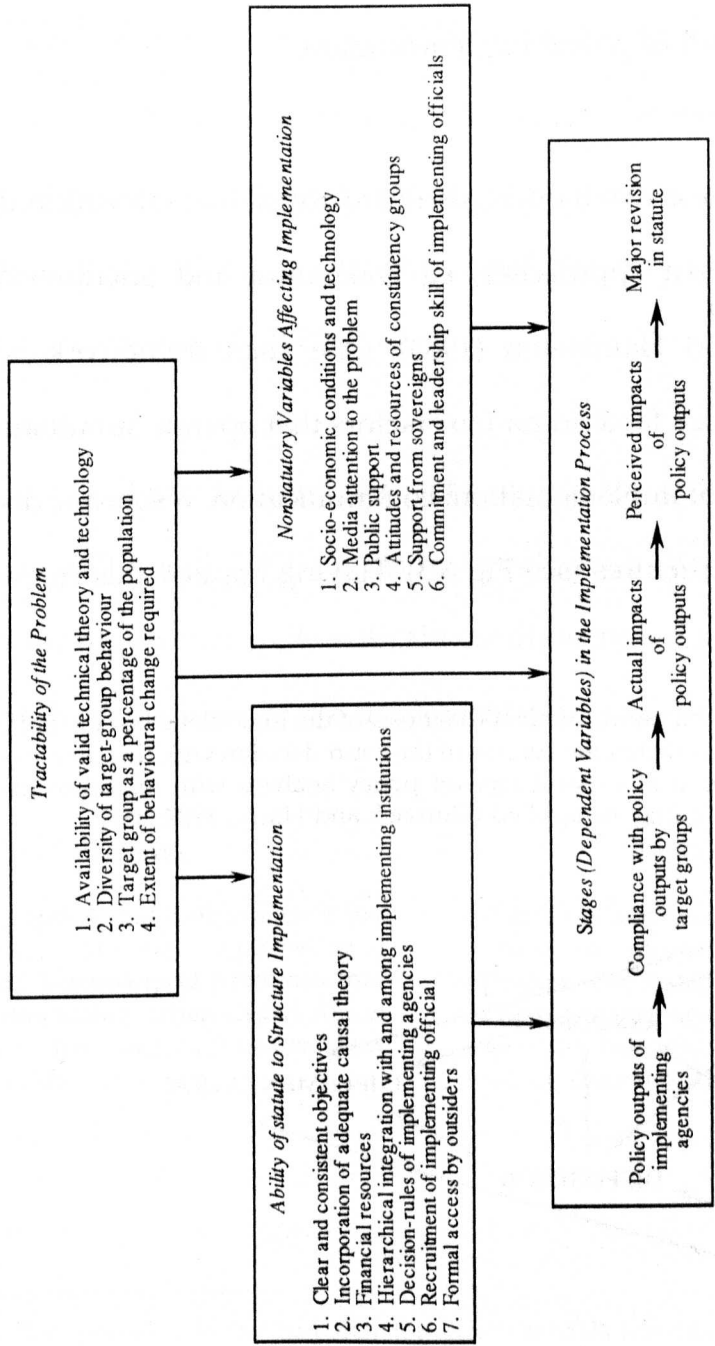 Tractability of the Problem
1. Availability of valid technical theory and technology
2. Diversity of target-group behaviour
3. Target group as a percentage of the population
4. Extent of behavioural change required
Ability of statute to Structure Implementation
1. Clear and consistent objectives
2. Incorporation of adequate causal theory
3. Financial resources
4. Hierarchical integration with and among implementing institutions
5. Decision-rules of implementing agencies
6. Recruitment of implementing official
7. Formal access by outsiders
Nonstatutory Variables Affecting Implementation
1. Socio-economic conditions and technology
2. Media attention to the problem
3. Public support
4. Attitudes and resources of constituency groups
5. Support from sovereigns
6. Commitment and leadership skill of implementing officials
Stages (Dependent Variables) in the Implementation Process
Policy outputs of
implementing
agencies
Compliance with policy
outputs by
target groups
Actual impacts
of
policy outputs
Perceived impacts
of
policy outputs
Major revision
in statute